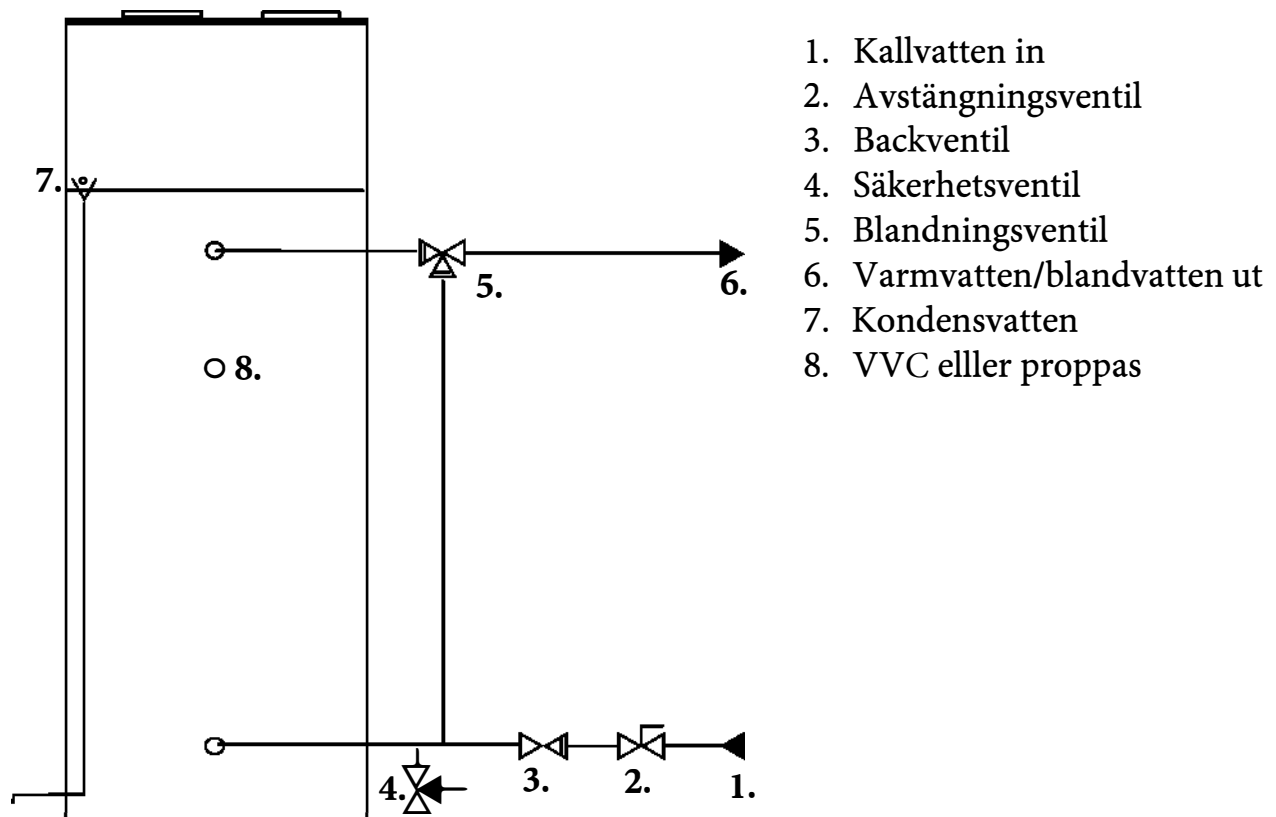 1. Kallvatten in
2. Avstängningsventil
3. Backventil
4. Säkerhetsventil
5. Blandningsventil
6. Varmvatten/blandvatten ut
7. Kondensvatten
8. VVC elller proppas
7.
5.
6.
8.
4.
3.
2.
1.